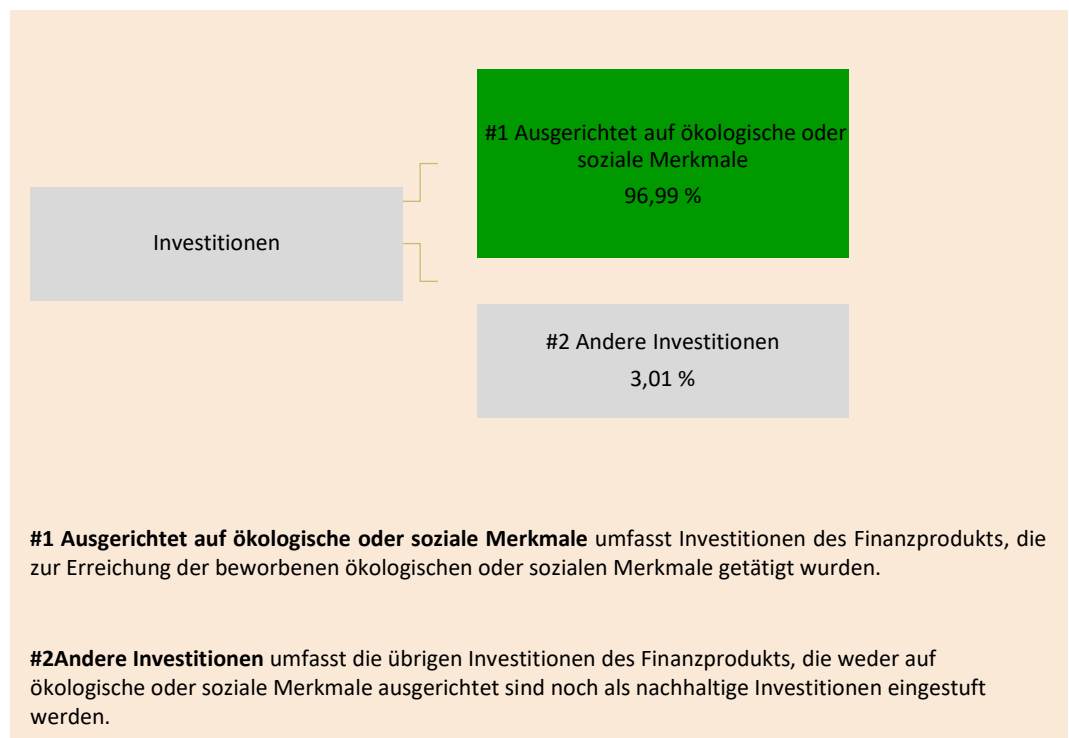 #1 Ausgerichtet auf ökologische oder
soziale Merkmale
96,99 %
Investitionen
#2 Andere Investitionen
3,01 %
#1 Ausgerichtet auf ökologische oder soziale Merkmale umfasst Investitionen des Finanzprodukts, die
zur Erreichung der beworbenen ökologischen oder sozialen Merkmale getätigt wurden.
#2Andere Investitionen umfasst die übrigen Investitionen des Finanzprodukts, die weder auf
ökologische oder soziale Merkmale ausgerichtet sind noch als nachhaltige Investitionen eingestuft
werden.